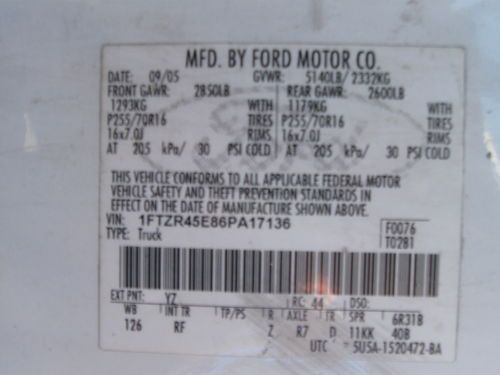 MFD. BY FORD MOTOR CO.
DATE: 09/05 GVWR: 5140LB/ 2332KG
FRONT GAWR: 2850LB REAR GAWR: 2600LB
1293KG WITH 1179KG WITH
P255/70R16 TIRES P255/70R16 TIRES
16x7.0J RIMS 16x7.0J RIMS
AT 205 kPa/ 30 PSI COLD AT 205 kPa/ 30 PSI COLD
THIS VEHICLE CONFORMS TO ALL APPLICABLE FEDERAL MOTOR
VEHICLE SAFETY AND THEFT PREVENTION STANDARDS IN
EFFECT ON THE DATE OF MANUFACTURE SHOWN ABOVE.
VIN: 1FTZR45E86PA17136 F0076
TYPE: Truck T0281
EXT PNT: YZ RC: 44 DSO:
WB INT TR TP/PS R AXLE TR SPR 6R31B
126 RF Z R7 D 11KK 40B
UTC 5U5A-1520472-BA